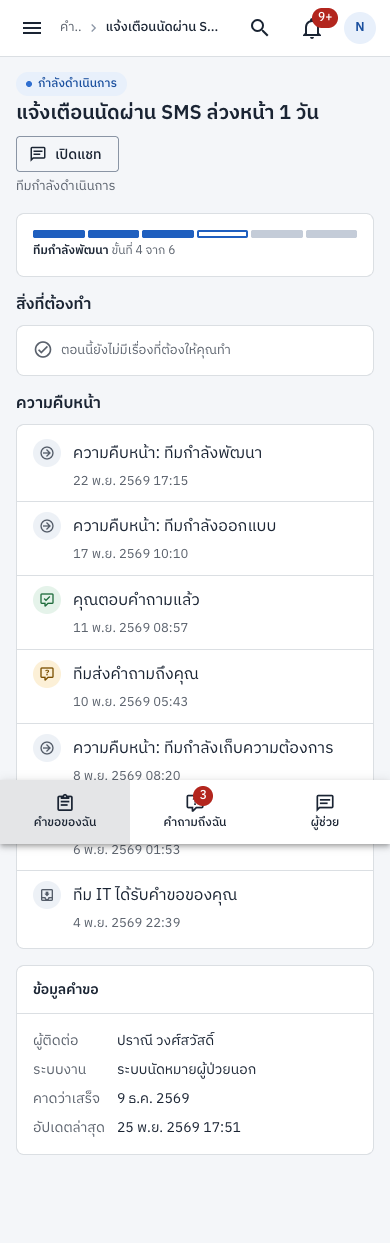 คำ.. > แจ้งเตือนนัดผ่าน S...
9+
N
กำลังดำเนินการ
แจ้งเตือนนัดผ่าน SMS ล่วงหน้า 1 วัน
เปิดแชท
ทีมกำลังดำเนินการ
ทีมกำลังพัฒนา ขั้นที่ 4 จาก 6
สิ่งที่ต้องทำ
ตอนนี้ยังไม่มีเรื่องที่ต้องให้คุณทำ
ความคืบหน้า
ความคืบหน้า: ทีมกำลังพัฒนา
22 พ.ย. 2569 17:15
ความคืบหน้า: ทีมกำลังออกแบบ
17 พ.ย. 2569 10:10
คุณตอบคำถามแล้ว
11 พ.ย. 2569 08:57
ทีมส่งคำถามถึงคุณ
10 พ.ย. 2569 05:43
ความคืบหน้า: ทีมกำลังเก็บความต้องการ
8 พ.ย. 2569 08:20
3
คำขอของฉัน
คำถามถึงฉัน
ผู้ช่วย
6 พ.ย. 2569 01:53
ทีม IT ได้รับคำขอของคุณ
4 พ.ย. 2569 22:39
ข้อมูลคำขอ
ผู้ติดต่อ ปราณี วงศ์สวัสดิ์
ระบบงาน ระบบนัดหมายผู้ป่วยนอก
คาดว่าเสร็จ 9 ธ.ค. 2569
อัปเดตล่าสุด 25 พ.ย. 2569 17:51